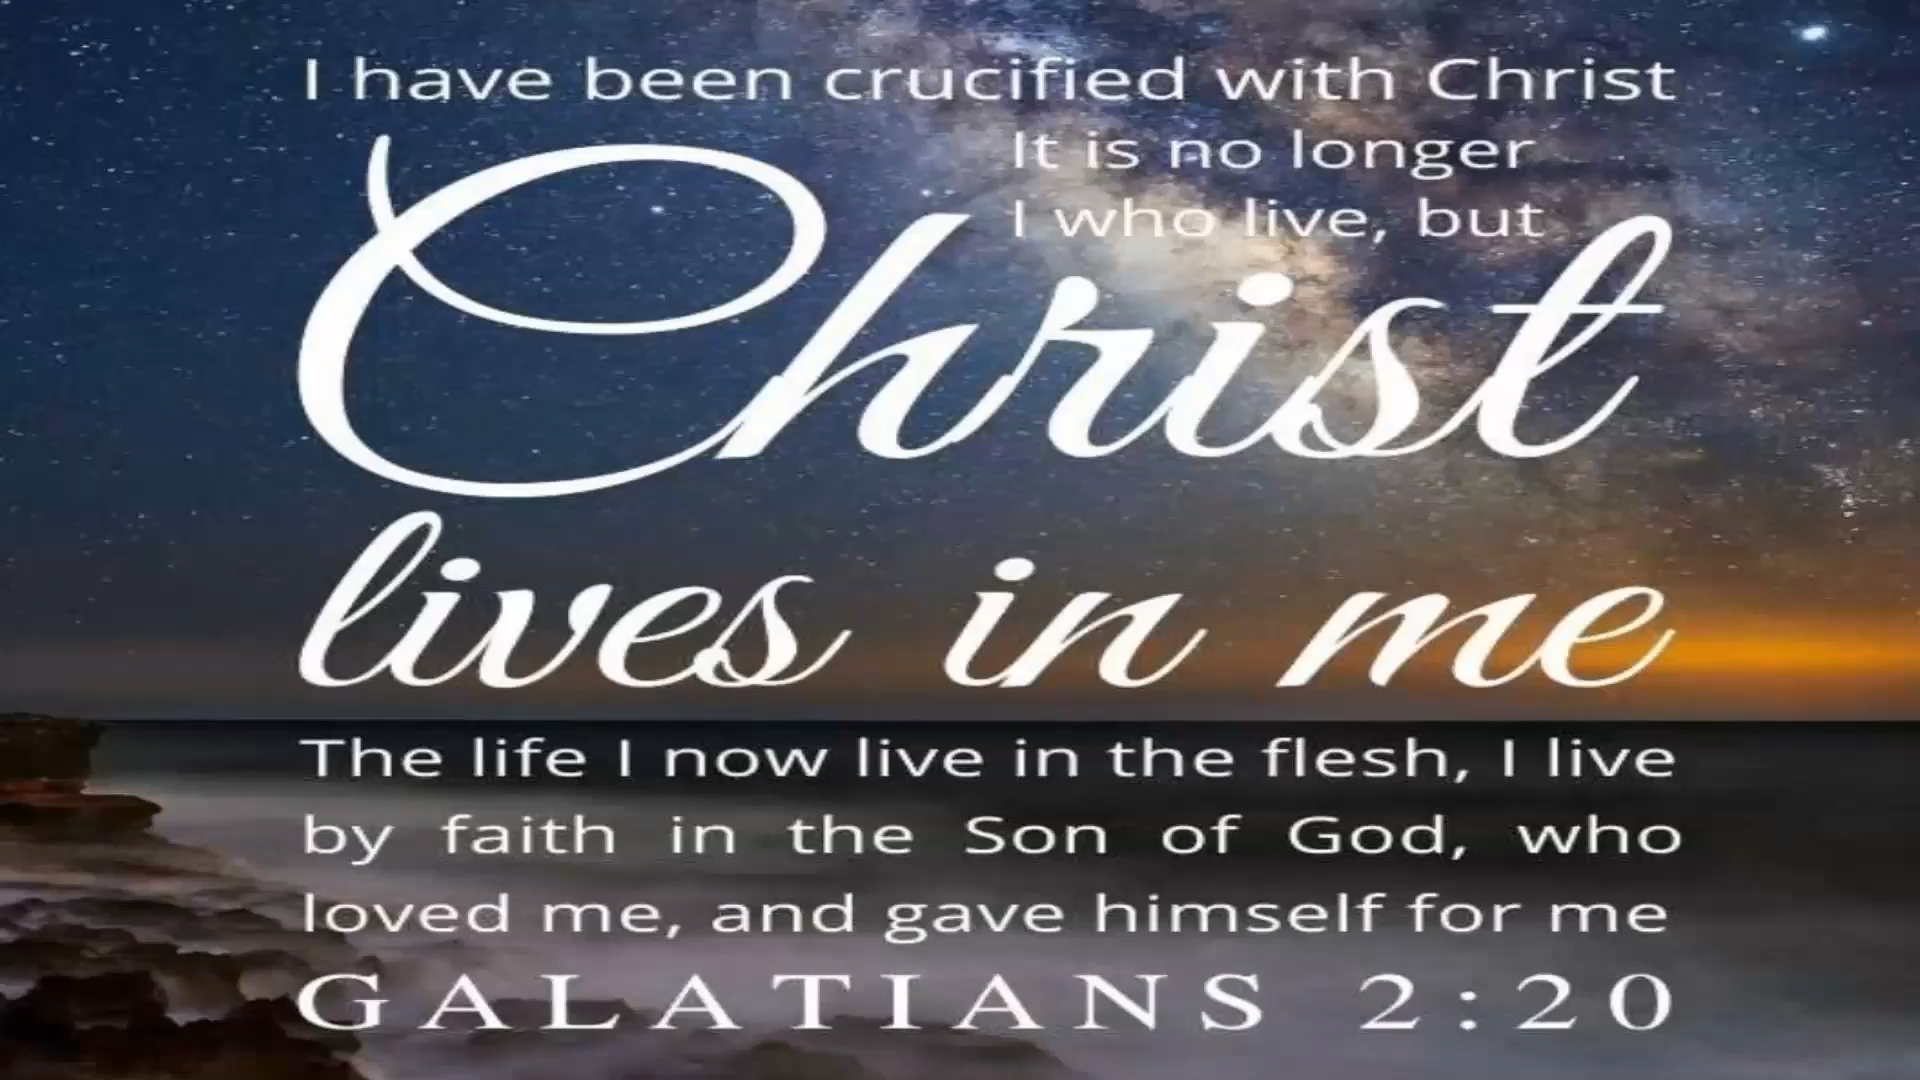 I have been crucified with Christ
It is no longer
I who live, but
Christ
lives in me
The life I now live in the flesh, I live
by faith in the Son of God, who
loved me, and gave himself for me
GALATIANS 2:20